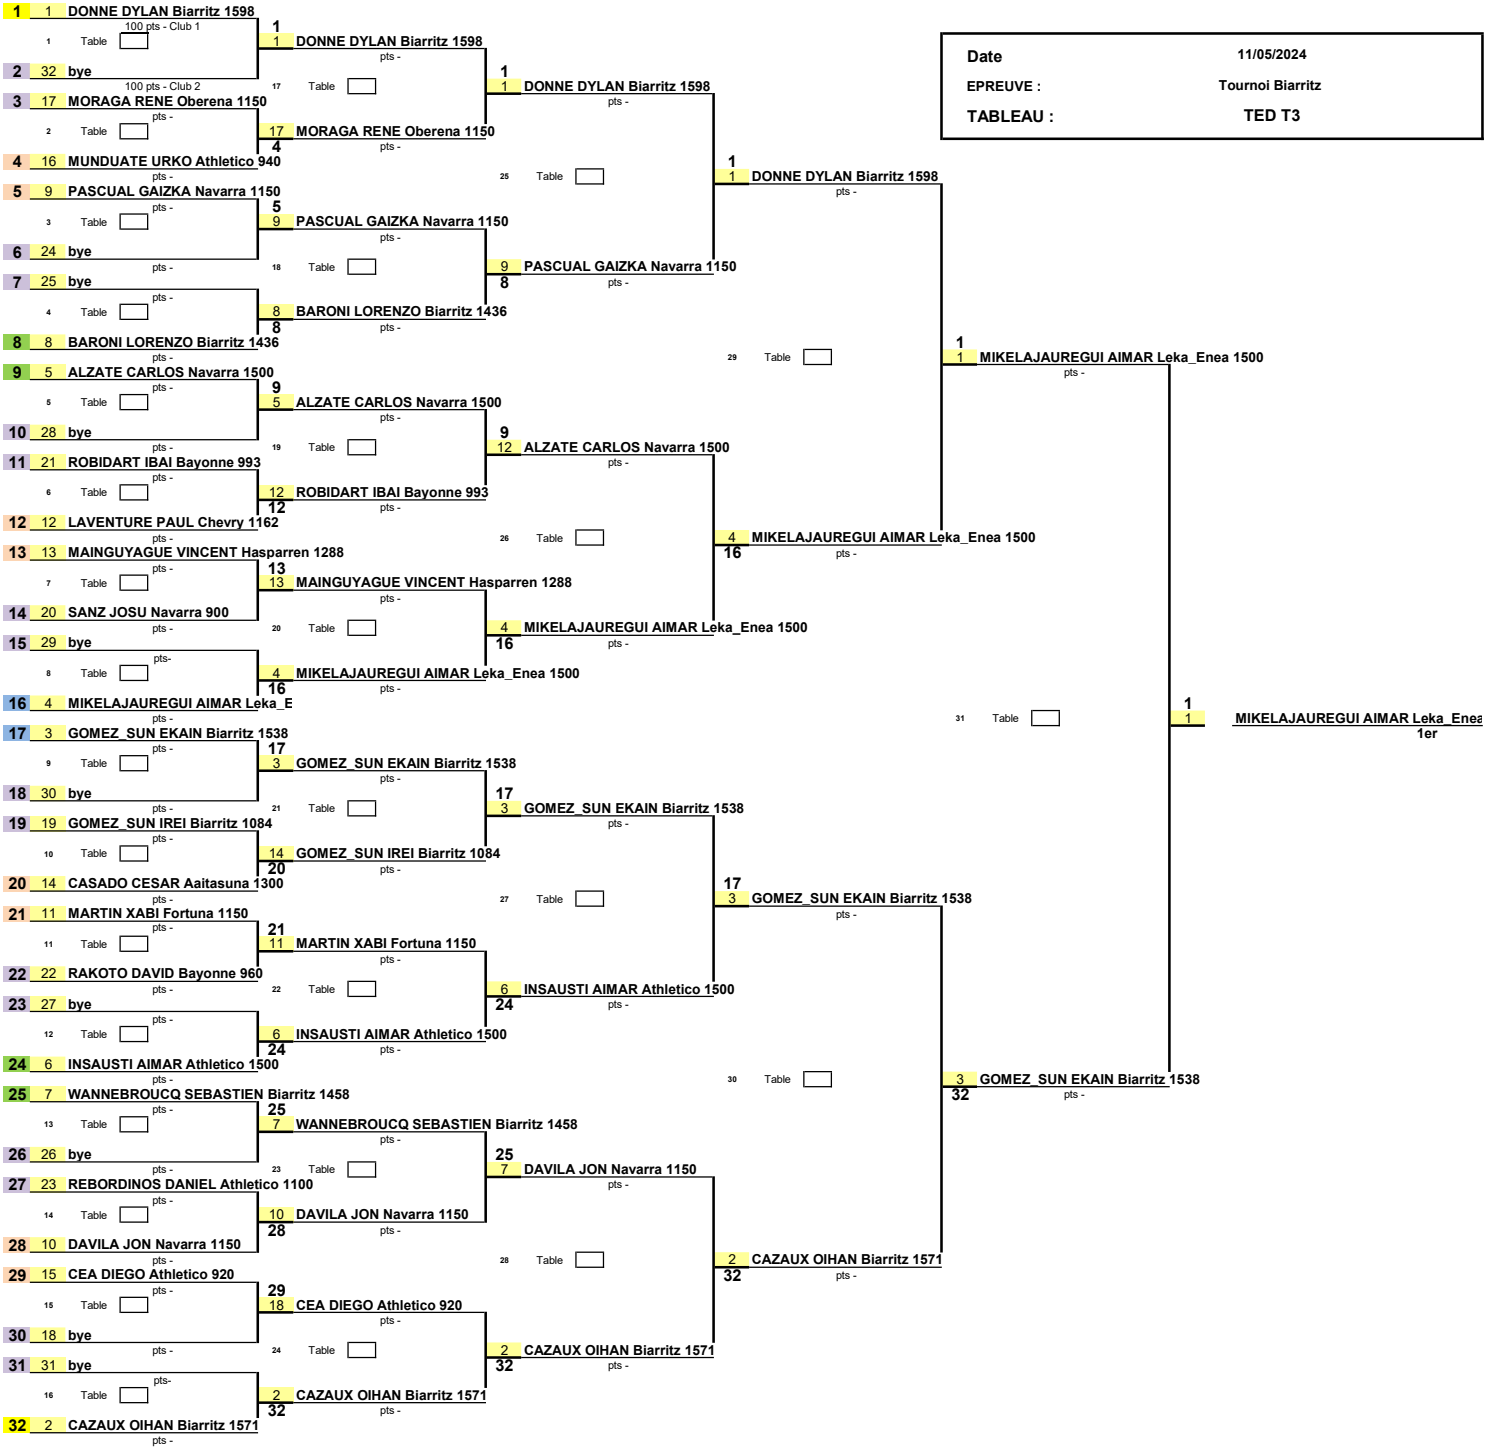 1 1 DONNE DYLAN Biarritz 1598
100 pts - Club 1
1 Table
2 32 bye
100 pts - Club 2
3 17 MORAGA RENE Oberena 1150
pts -
2 Table
4 16 MUNDUATE URKO Athletico 940
pts -
5 9 PASCUAL GAIZKA Navarra 1150
pts -
3 Table
6 24 bye
pts -
7 25 bye
pts -
4 Table
8 8 BARONI LORENZO Biarritz 1436
pts -
9 5 ALZATE CARLOS Navarra 1500
pts -
5 Table
10 28 bye
pts -
11 21 ROBIDART IBAI Bayonne 993
pts -
6 Table
12 12 LAVENTURE PAUL Chevry 1162
pts -
13 13 MAINGUYAGUE VINCENT Hasparren 1288
pts -
7 Table
14 20 SANZ JOSU Navarra 900
pts -
15 29 bye
pts-
8 Table
16 4 MIKELAJAUREGUI AIMAR Leka_E
pts -
17 3 GOMEZ_SUN EKAIN Biarritz 1538
pts -
9 Table
18 30 bye
pts -
19 19 GOMEZ_SUN IREI Biarritz 1084
pts -
10 Table
20 14 CASADO CESAR Aaitasuna 1300
pts -
21 11 MARTIN XABI Fortuna 1150
pts -
11 Table
22 22 RAKOTO DAVID Bayonne 960
pts -
23 27 bye
pts -
12 Table
24 6 INSAUSTI AIMAR Athletico 1500
pts -
25 7 WANNEBROUCQ SEBASTIEN Biarritz 1458
pts -
13 Table
26 26 bye
pts -
27 23 REBORDINOS DANIEL Athletico 1100
pts -
14 Table
28 10 DAVILA JON Navarra 1150
pts -
29 15 CEA DIEGO Athletico 920
pts -
15 Table
30 18 bye
pts -
31 31 bye
pts-
16 Table
32 2 CAZAUX OIHAN Biarritz 1571
pts -
1
1 DONNE DYLAN Biarritz 1598
pts -
17 Table
17 MORAGA RENE Oberena 1150
4
pts -
5
9 PASCUAL GAIZKA Navarra 1150
pts -
18 Table
8 BARONI LORENZO Biarritz 1436
8
pts -
9
5 ALZATE CARLOS Navarra 1500
pts -
19 Table
12 ROBIDART IBAI Bayonne 993
12
pts -
13
13 MAINGUYAGUE VINCENT Hasparren 1288
pts -
20 Table
4 MIKELAJAUREGUI AIMAR Leka_Enea 1500
16
pts -
17
3 GOMEZ_SUN EKAIN Biarritz 1538
pts -
21 Table
14 GOMEZ_SUN IREI Biarritz 1084
20
pts -
21
11 MARTIN XABI Fortuna 1150
pts -
22 Table
6 INSAUSTI AIMAR Athletico 1500
24
pts -
25
7 WANNEBROUCQ SEBASTIEN Biarritz 1458
pts -
23 Table
10 DAVILA JON Navarra 1150
28
pts -
29
18 CEA DIEGO Athletico 920
pts -
24 Table
2 CAZAUX OIHAN Biarritz 1571
32
pts -
1
1 DONNE DYLAN Biarritz 1598
pts -
25 Table
9 PASCUAL GAIZKA Navarra 1150
8
pts -
9
12 ALZATE CARLOS Navarra 1500
pts -
26 Table
4 MIKELAJAUREGUI AIMAR Leka_Enea 1500
16
pts -
17
3 GOMEZ_SUN EKAIN Biarritz 1538
pts -
27 Table
6 INSAUSTI AIMAR Athletico 1500
24
pts -
25
7 DAVILA JON Navarra 1150
pts -
28 Table
2 CAZAUX OIHAN Biarritz 1571
32
pts -
1
1 DONNE DYLAN Biarritz 1598
pts -
29 Table
4 MIKELAJAUREGUI AIMAR Leka_Enea 1500
16
pts -
17
3 GOMEZ_SUN EKAIN Biarritz 1538
pts -
30 Table
2 CAZAUX OIHAN Biarritz 1571
32
pts -
Date 11/05/2024
EPREUVE : Tournoi Biarritz
TABLEAU : TED T3
1
1 MIKELAJAUREGUI AIMAR Leka_Enea 1500
pts -
31 Table
3 GOMEZ_SUN EKAIN Biarritz 1538
32
pts -
1
1 MIKELAJAUREGUI AIMAR Leka_Enea
1er